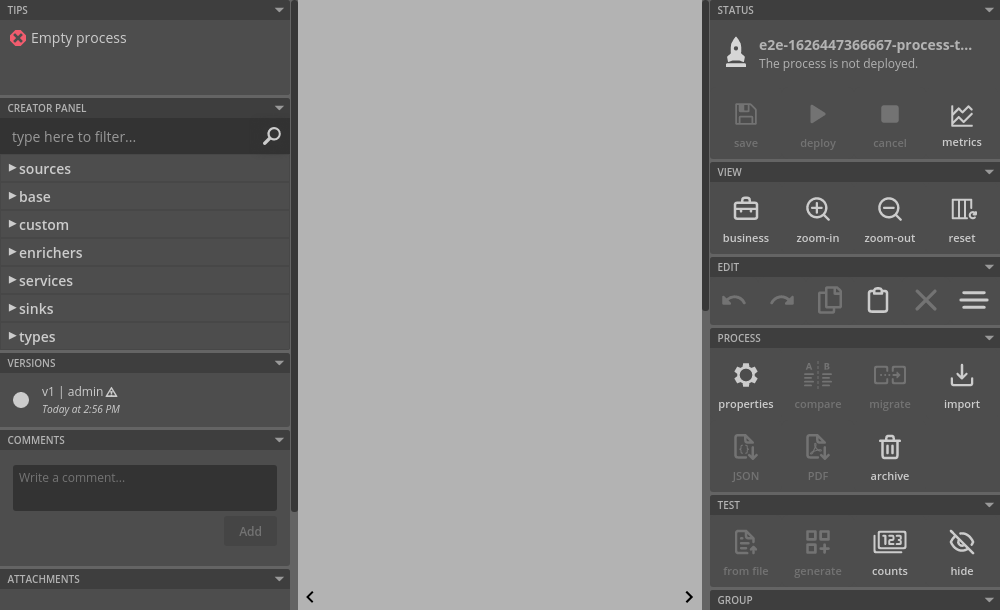 TIPS
Empty process
CREATOR PANEL
type here to filter...
sources
base
custom
enrichers
services
sinks
types
VERSIONS
v1 | admin
Today at 2:56 PM
COMMENTS
Write a comment...
Add
ATTACHMENTS
STATUS
e2e-1626447366667-process-t...
The process is not deployed.
save deploy cancel metrics
VIEW
business zoom-in zoom-out reset
EDIT
PROCESS
A B
properties compare migrate import
JSON PDF archive
TEST
123
from file generate counts hide
GROUP